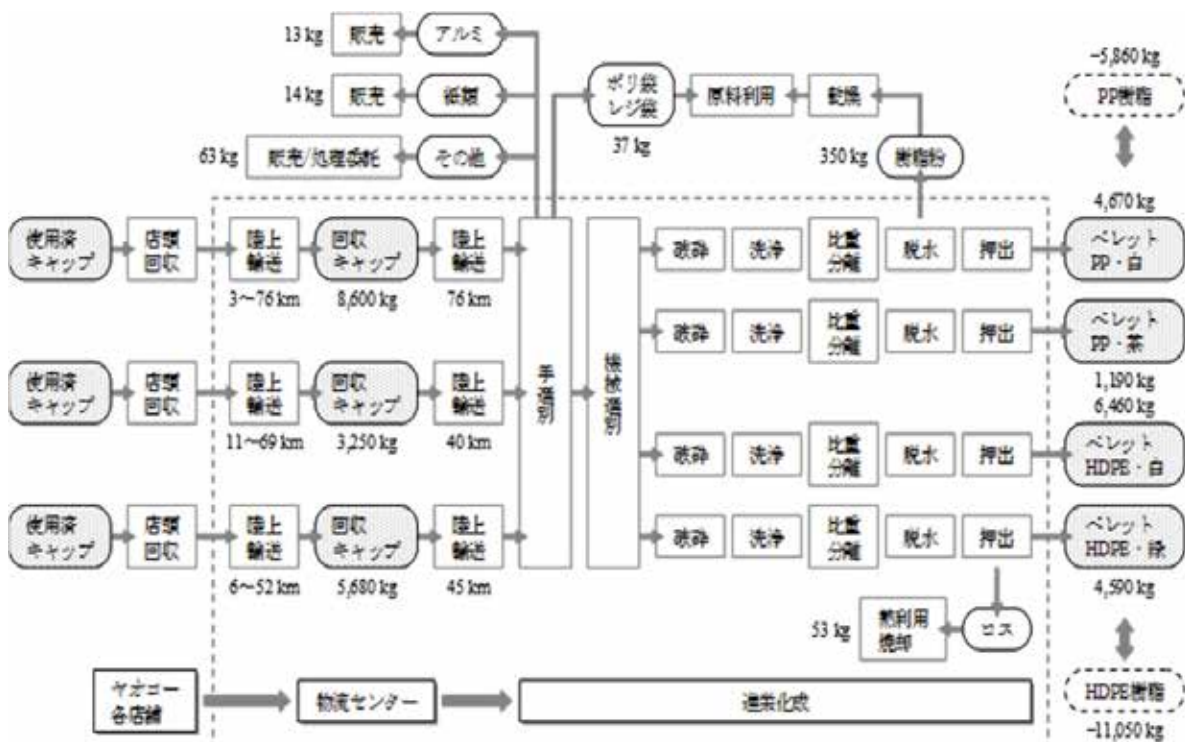 13 kg
販売
アルミ
14 kg
販売
紙類
63 kg
販売/処理委託
その他
ポリ袋
レジ袋
37 kg
原料利用
乾燥
350 kg
樹脂粉
−5,860 kg
PP樹脂
4,670 kg
使用済
キャップ
店頭
回収
陸上
輸送
3～76 km
回収
キャップ
8,600 kg
陸上
輸送
76 km
破砕
洗浄
比重
分離
脱水
押出
ペレット
PP・白
使用済
キャップ
店頭
回収
陸上
輸送
11～69 km
回収
キャップ
3,250 kg
陸上
輸送
40 km
手選別
機械選別
破砕
洗浄
比重
分離
脱水
押出
ペレット
PP・茶
1,190 kg
6,460 kg
破砕
洗浄
比重
分離
脱水
押出
ペレット
HDPE・白
使用済
キャップ
店頭
回収
陸上
輸送
6～52 km
回収
キャップ
5,680 kg
陸上
輸送
45 km
破砕
洗浄
比重
分離
脱水
押出
ペレット
HDPE・緑
4,590 kg
53 kg
熱利用
焼却
ロス
ヤオコー
各店舗
物流センター
進栄化成
HDPE樹脂
−11,050 kg